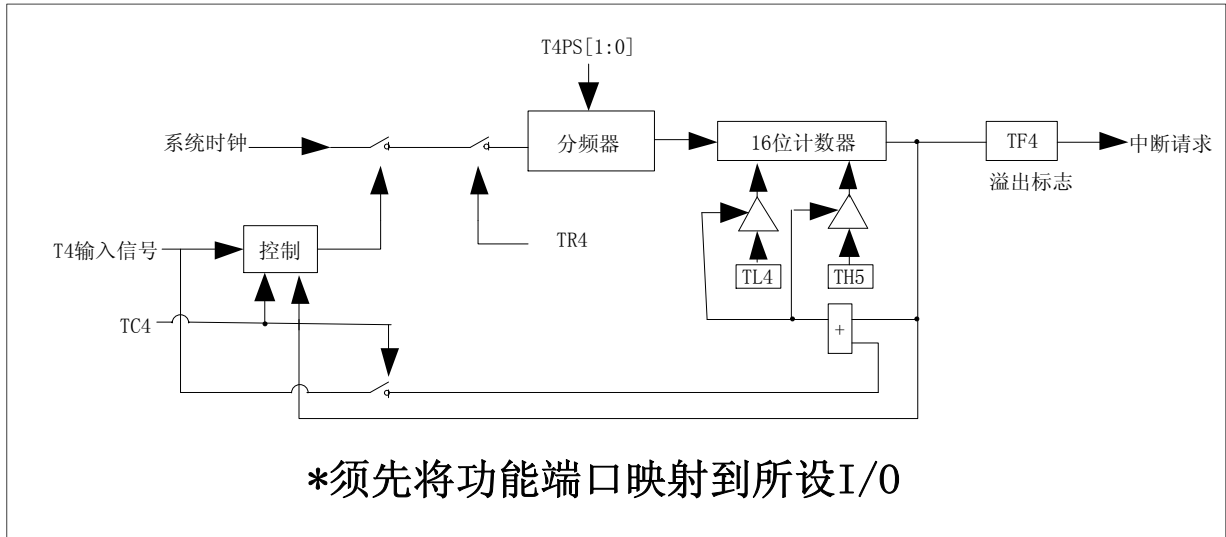 T4PS[1:0]
系统时钟
分频器
16位计数器
TF4
中断请求
溢出标志
T4输入信号
控制
TR4
TL4
TH5
TC4
+
*须先将功能端口映射到所设I/O